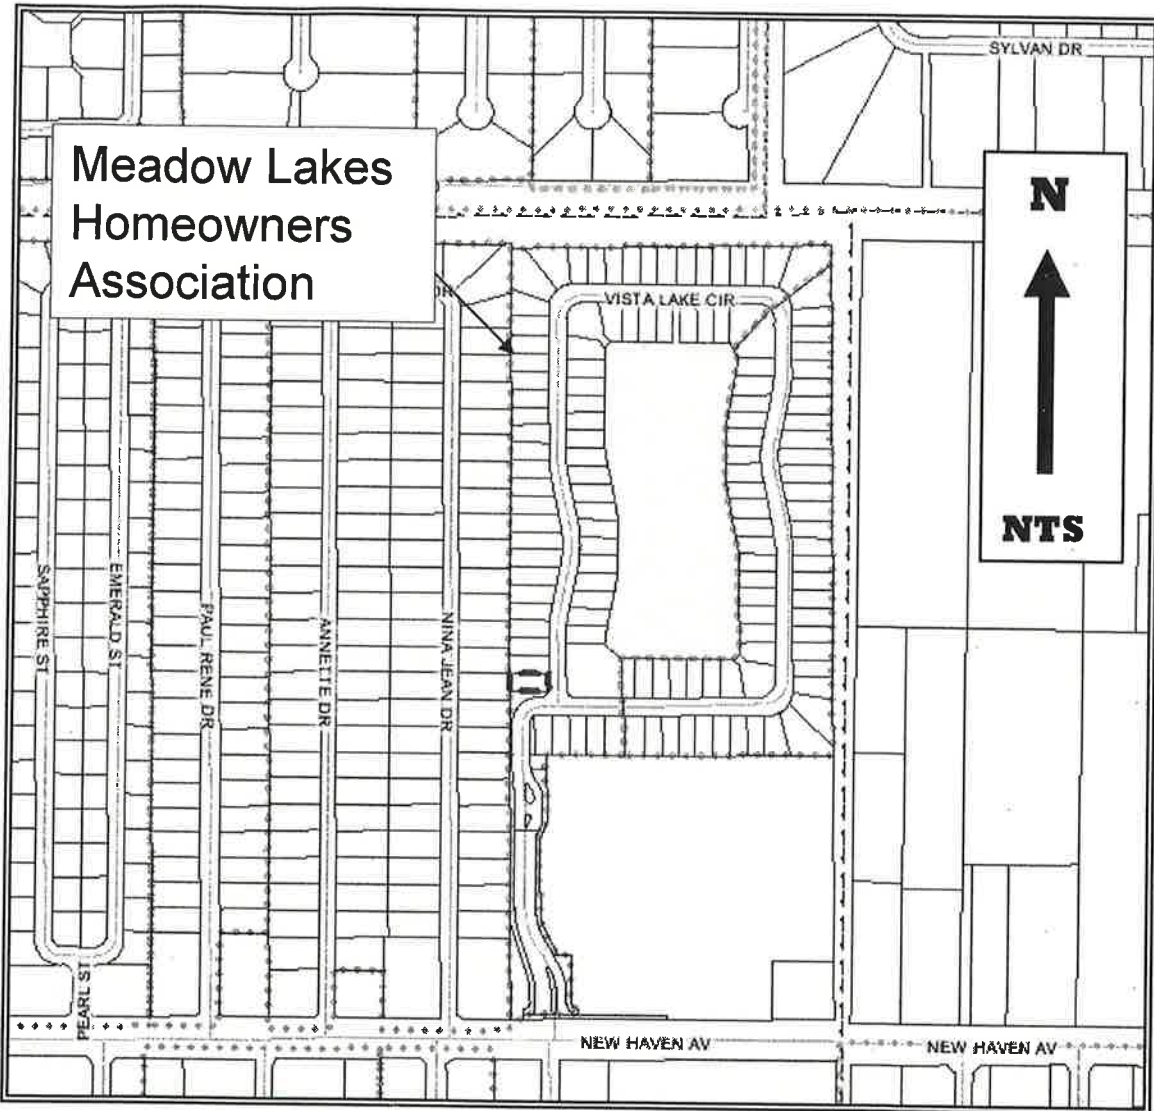 SYLVAN DR
Meadow Lakes
Homeowners
Association
N
NTS
DR
VISTA LAKE CIR
SAPPHIRE ST
EMERALD ST
PAUL RENE DR
ANNETTE DR
NINA JEAN DR
PEARL ST
NEW HAVEN AV
NEW HAVEN AV